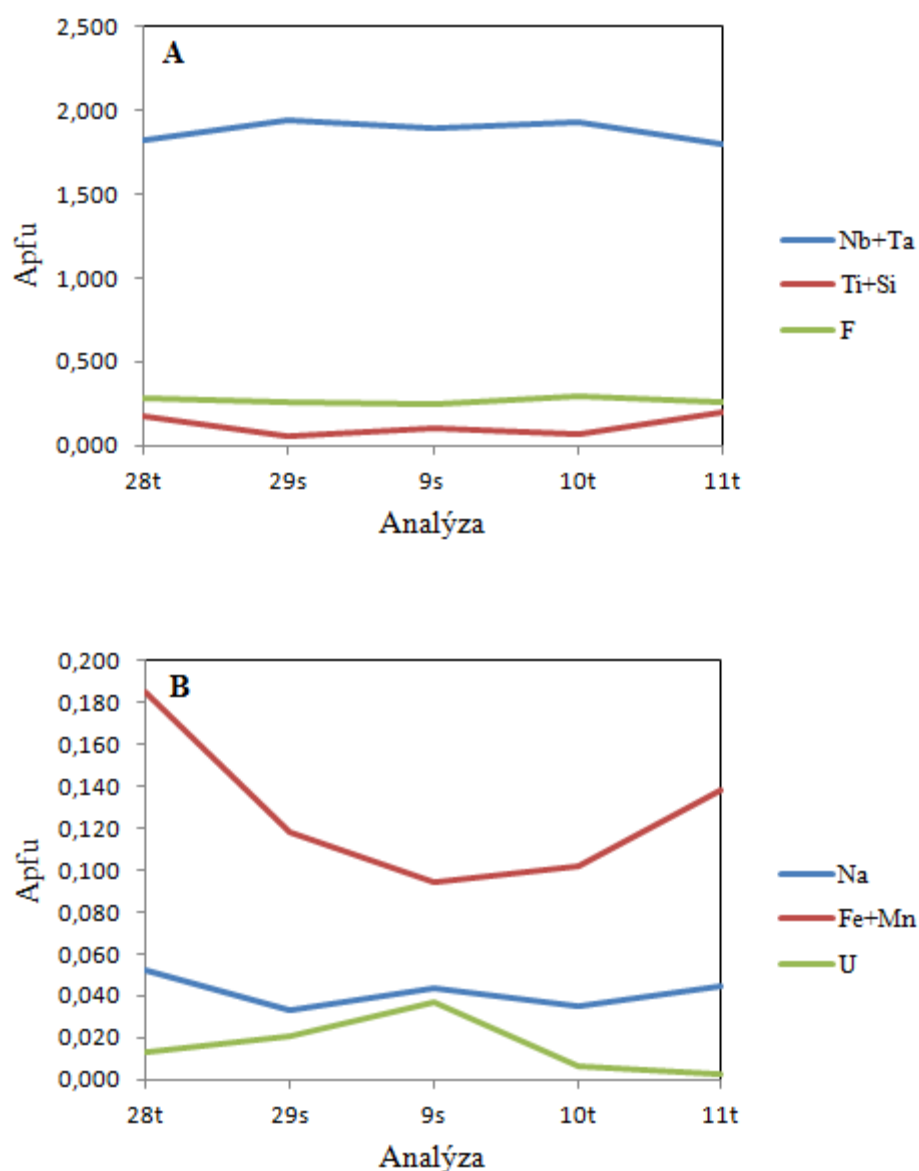 2,500
A
2,000
1,500
1,000
0,500
0,000
Apfu
28t 29s 9s 10t 11t
Analýza
Nb+Ta
Ti+Si
F
0,200
B
0,180
0,160
0,140
0,120
0,100
0,080
0,060
0,040
0,020
0,000
Apfu
28t 29s 9s 10t 11t
Analýza
Na
Fe+Mn
U